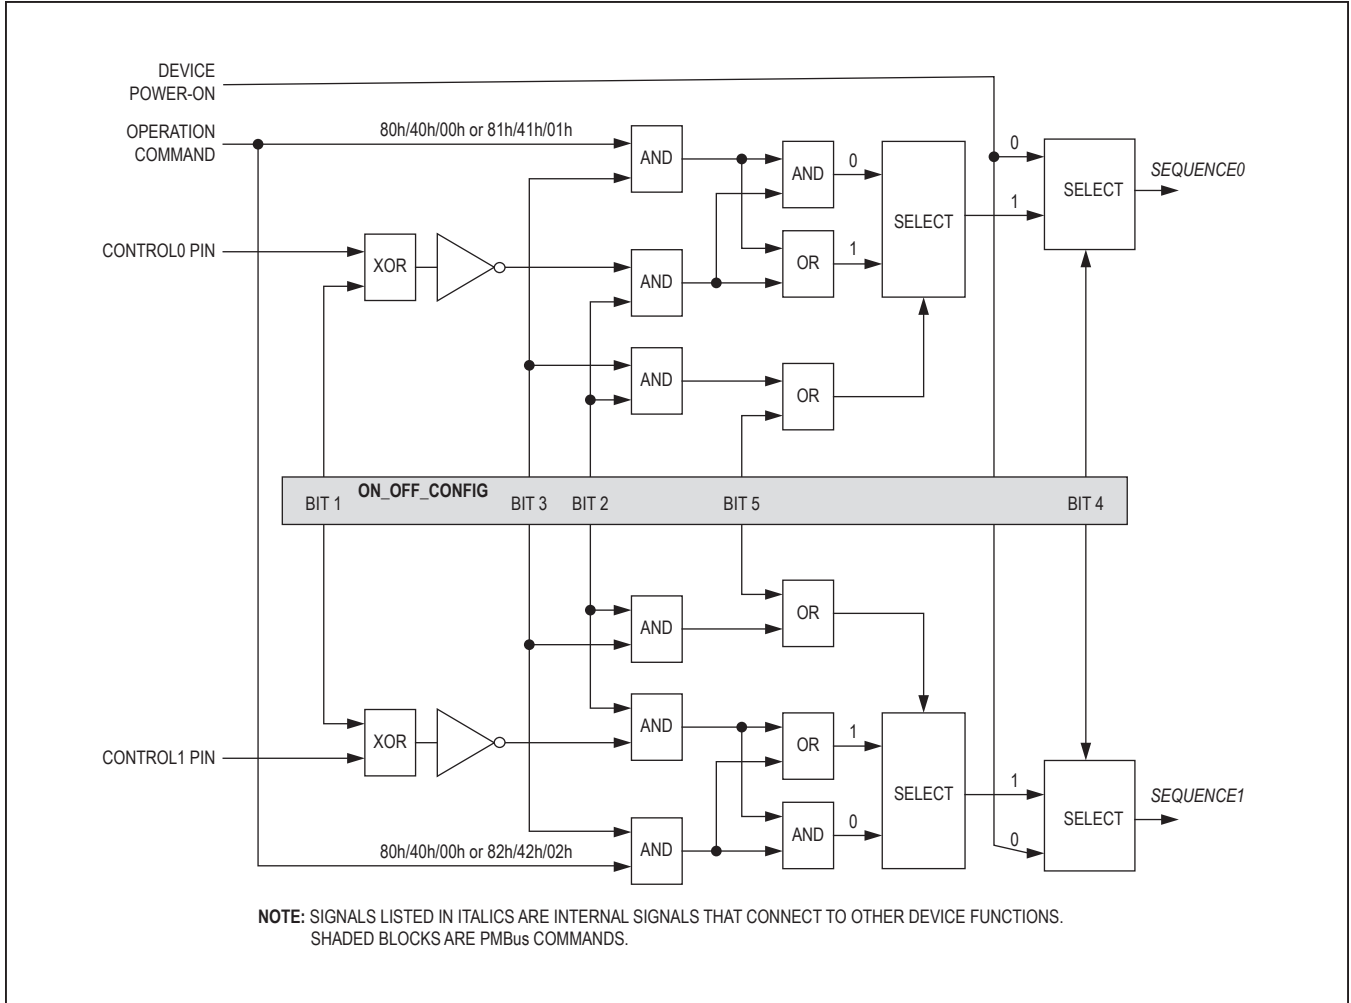 DEVICE
POWER-ON
OPERATION
COMMAND
80h/40h/00h or 81h/41h/01h
AND
AND
0
0
SELECT
SEQUENCE0
SELECT
1
CONTROL0 PIN
XOR
AND
OR
1
AND
OR
ON_OFF_CONFIG
BIT 1
BIT 3
BIT 2
BIT 5
BIT 4
OR
AND
XOR
AND
OR
1
CONTROL1 PIN
SELECT
1
SEQUENCE1
SELECT
AND
0
0
80h/40h/00h or 82h/42h/02h
AND
NOTE: SIGNALS LISTED IN ITALICS ARE INTERNAL SIGNALS THAT CONNECT TO OTHER DEVICE FUNCTIONS.
SHADED BLOCKS ARE PMBus COMMANDS.